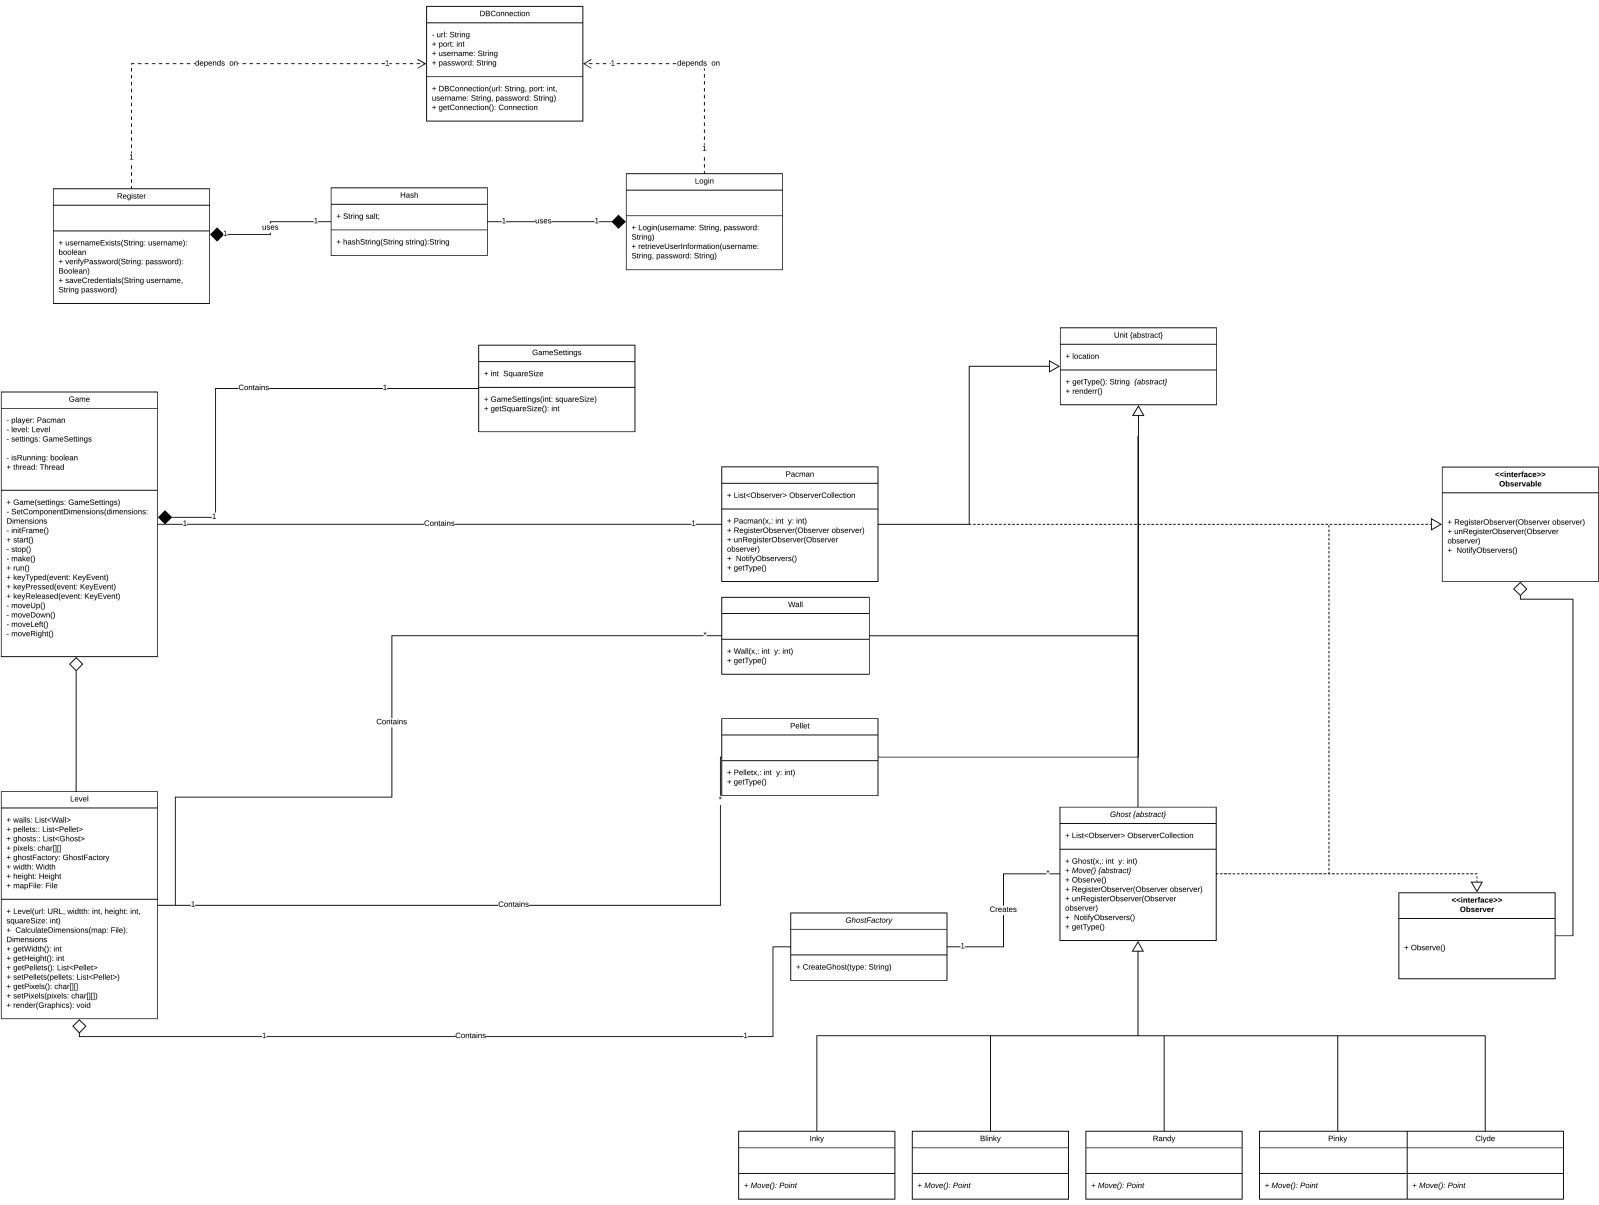 DBConnection
- url: String
+ port: int
+ username: String
+ password: String
+ DBConnection(url: String, port: int,
username: String, password: String)
+ getConnection(): Connection
depends on
1
1
depends on
1
1
Register
+ usernameExists(String: username):
boolean
+ verifyPassword(String: password):
Boolean)
+ saveCredentials(String username,
String password)
1
uses
1
Hash
+ String salt;
+ hashString(String string):String
1
uses
1
Login
+ Login(username: String, password:
String)
+ retrieveUserInformation(username:
String, password: String)
GameSettings
+ int SquareSize
+ GameSettings(int: squareSize)
+ getSquareSize(): int
Contains
1
1
Unit {abstract}
+ location
+ getType(): String {abstract}
+ renderr()
Game
- player: Pacman
- level: Level
- settings: GameSettings
- isRunning: boolean
+ thread: Thread
+ Game(settings: GameSettings)
- SetComponentDimensions(dimensions:
Dimensions
- initFrame()
+ start()
- stop()
- make()
+ run()
+ keyTyped(event: KeyEvent)
+ keyPressed(event: KeyEvent)
+ keyReleased(event: KeyEvent)
- moveUp()
- moveDown()
- moveLeft()
- moveRight()
1
Contains
1
Pacman
+ List<Observer> ObserverCollection
+ Pacman(x,: int y: int)
+ RegisterObserver(Observer observer)
+ unRegisterObserver(Observer
observer)
+ NotifyObservers()
+ getType()
<<interface>>
Observable
+ RegisterObserver(Observer observer)
+ unRegisterObserver(Observer
observer)
+ NotifyObservers()
Wall
+ Wall(x,: int y: int)
+ getType()
*
Contains
Pellet
+ Pelletx,: int y: int)
+ getType()
*
Level
+ walls: List<Wall>
+ pellets:: List<Pellet>
+ ghosts:: List<Ghost>
+ pixels: char[][]
+ ghostFactory: GhostFactory
+ width: Width
+ height: Height
+ mapFile: File
+ Level(url: URL, widtth: int, height: int,
squareSize: int)
+ CalculateDimensions(map: File):
Dimensions
+ getWidth(): int
+ getHeight(): int
+ getPellets(): List<Pellet>
+ setPellets(pellets: List<Pellet>)
+ getPixels(): char[][]
+ setPixels(pixels: char[][])
+ render(Graphics): void
1
Contains
Ghost {abstract}
+ List<Observer> ObserverCollection
+ Ghost(x,: int y: int)
+ Move() {abstract}
+ Observe()
+ RegisterObserver(Observer observer)
+ unRegisterObserver(Observer
observer)
+ NotifyObservers()
+ getType()
*
Creates
1
GhostFactory
+ CreateGhost(type: String)
<<interface>>
Observer
+ Observe()
1
Contains
1
Inky
+ Move(): Point
Blinky
+ Move(): Point
Randy
+ Move(): Point
Pinky
+ Move(): Point
Clyde
+ Move(): Point